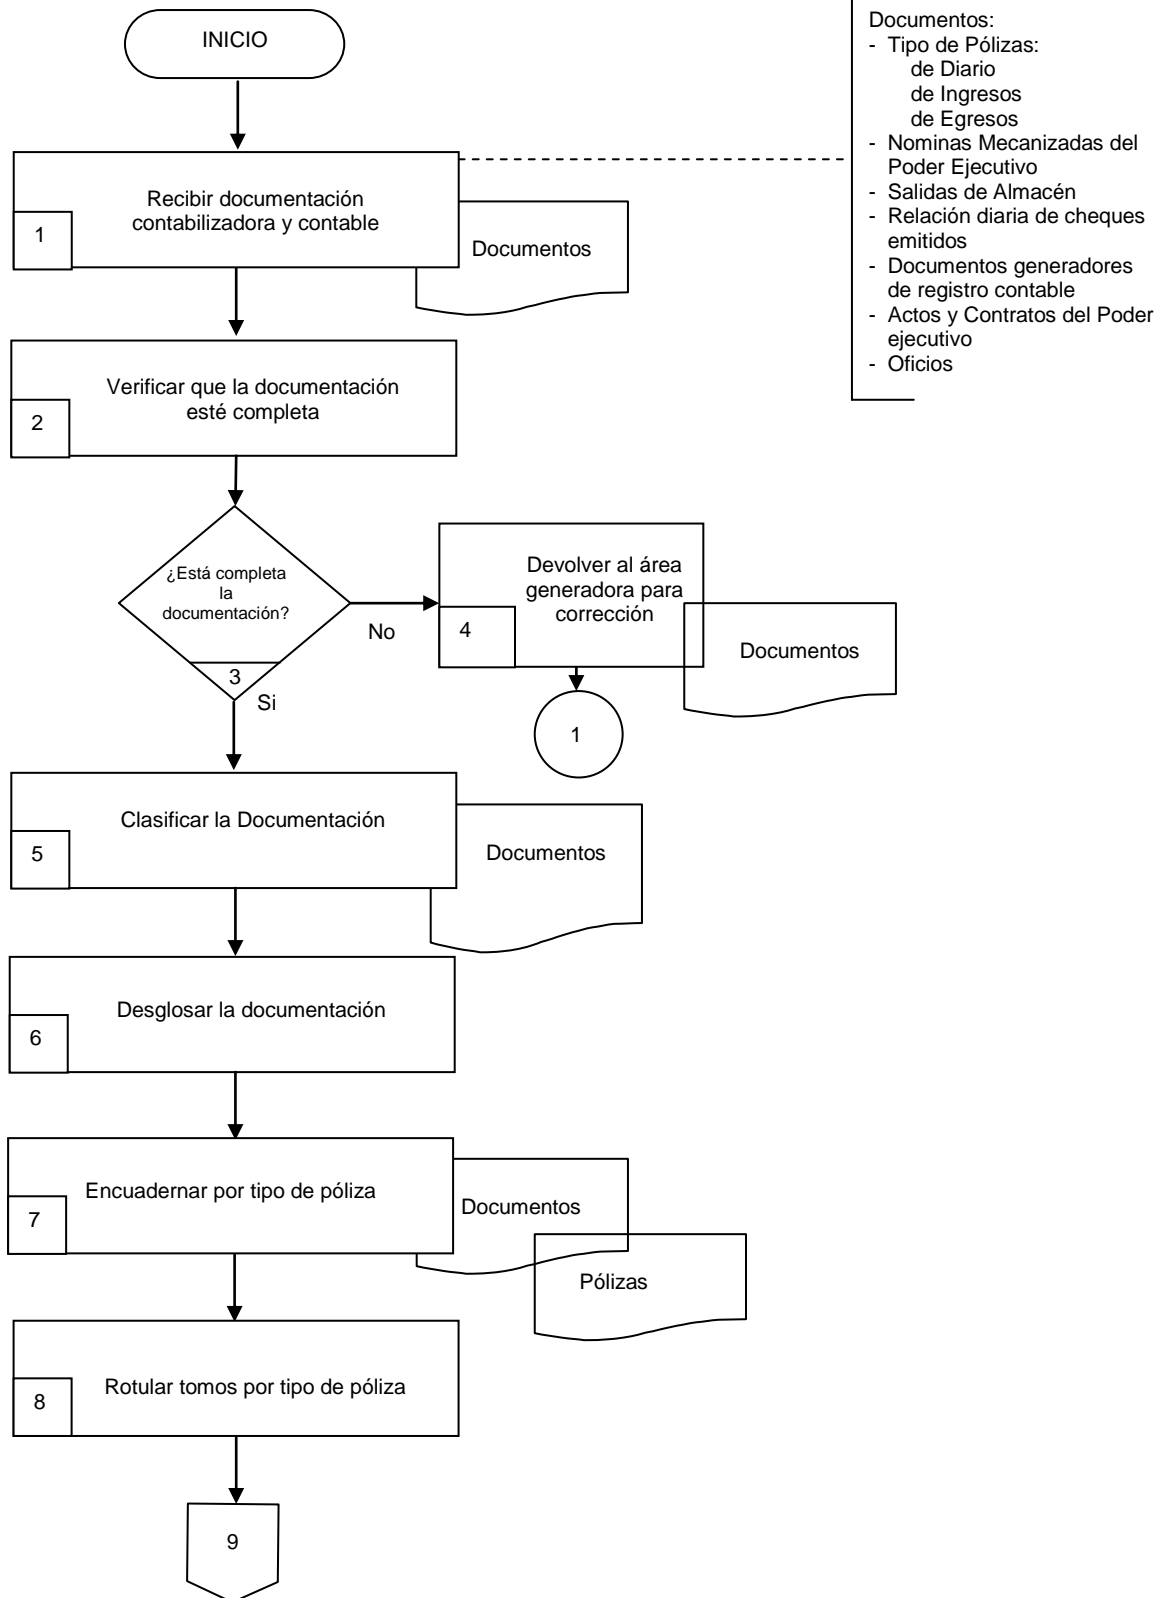 INICIO
Documentos:
- Tipo de Pólizas:
de Diario
de Ingresos
de Egresos
- Nominas Mecanizadas del
Poder Ejecutivo
- Salidas de Almacén
- Relación diaria de cheques
emitidos
- Documentos generadores
de registro contable
- Actos y Contratos del Poder
ejecutivo
- Oficios
Recibir documentación
contabilizadora y contable
1
Documentos
Verificar que la documentación
esté completa
2
¿Está completa
la
documentación?
3
No
Si
Devolver al área
generadora para
corrección
4
Documentos
1
Clasificar la Documentación
5
Documentos
Desglosar la documentación
6
Encuadernar por tipo de póliza
7
Documentos
Pólizas
Rotular tomos por tipo de póliza
8
9